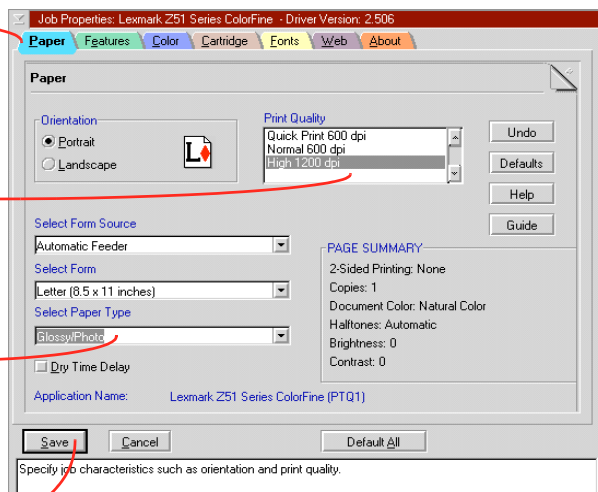 Job Properties: Lexmark Z51 Series ColorFine - Driver Version: 2.506
Paper Features Color Cartridge Fonts Web About
Paper
Orientation
Portrait
Landscape
L
Print Quality
Quick Print 600 dpi
Normal 600 dpi
High 1200 dpi
Undo
Defaults
Help
Guide
Select Form Source
Automatic Feeder
Select Form
Letter (8.5 x 11 inches)
Select Paper Type
Glossy/Photo
Dry Time Delay
PAGE SUMMARY
2-Sided Printing: None
Copies: 1
Document Color: Natural Color
Halftones: Automatic
Brightness: 0
Contrast: 0
Application Name: Lexmark Z51 Series ColorFine (PTQ1)
Save Cancel Default All
Specify job characteristics such as orientation and print quality.